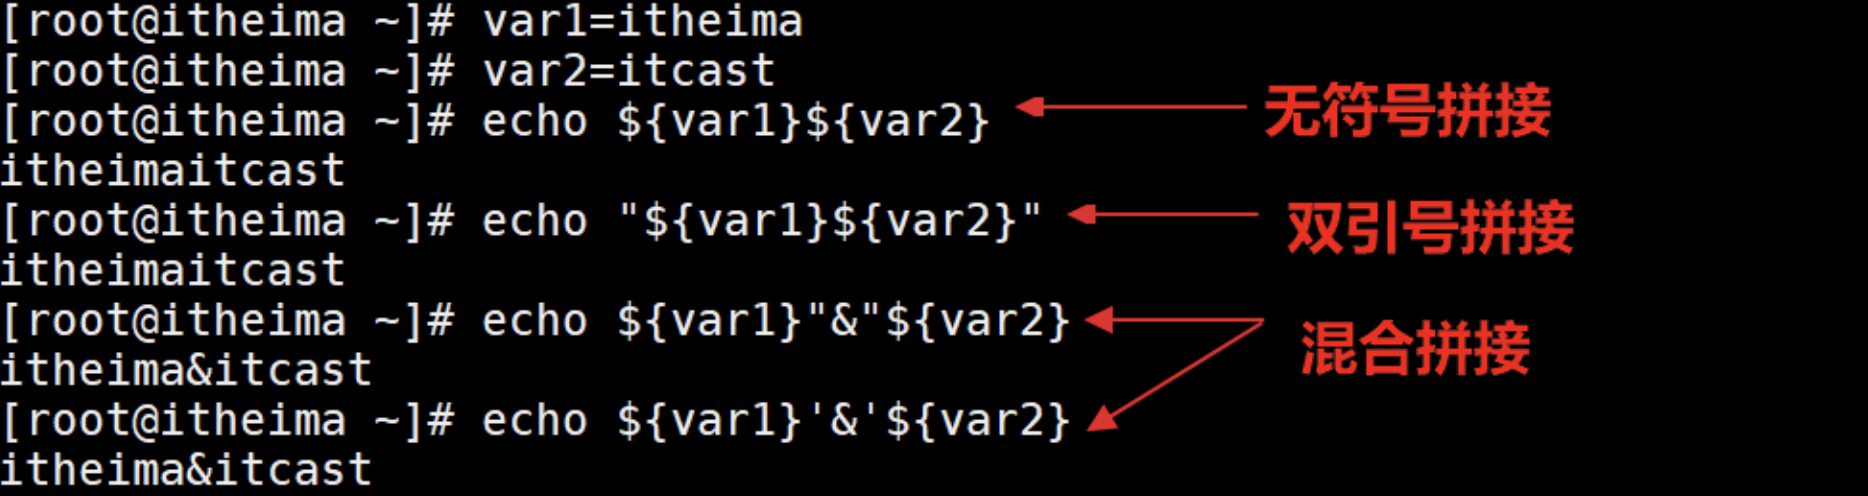 [root@itheima ~]# var1=itheima
[root@itheima ~]# var2=itcast
[root@itheima ~]# echo ${var1}${var2}
无符号拼接
itheimaitcast
[root@itheima ~]# echo "${var1}${var2}"
双引号拼接
itheimaitcast
[root@itheima ~]# echo ${var1}"&"${var2}
混合拼接
itheima&itcast
[root@itheima ~]# echo ${var1}'&'${var2}
itheima&itcast